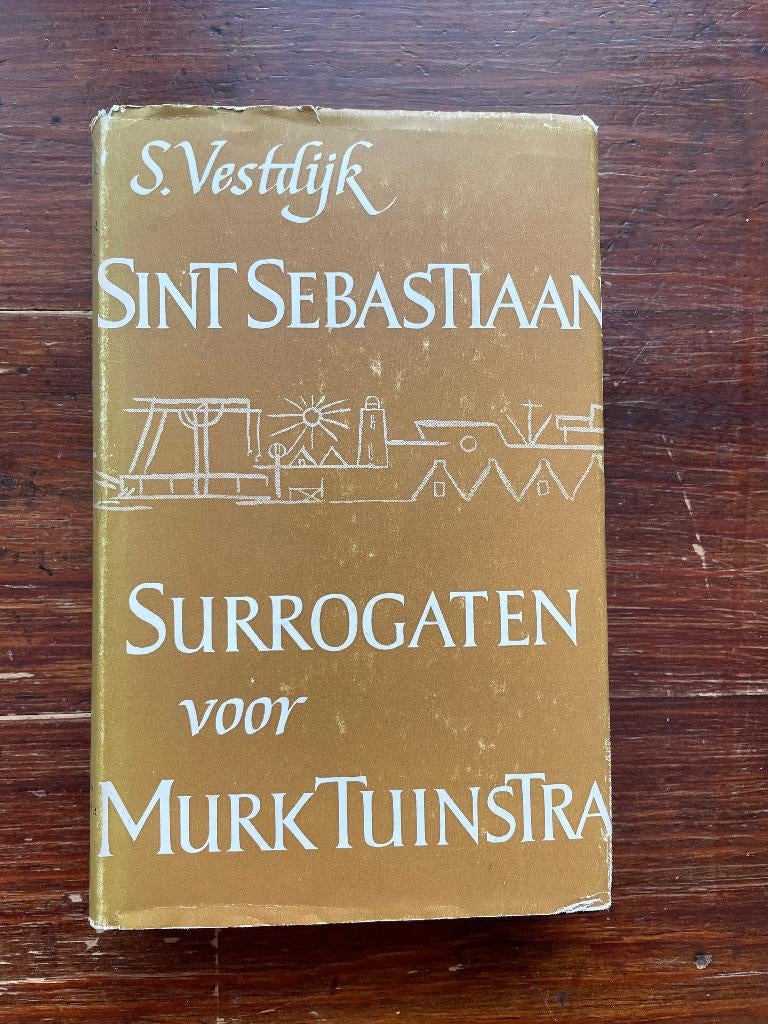 S. Vestdijk
SINT SEBASTIAAN
SURROGATEN
voor
MURK TUINSTRA